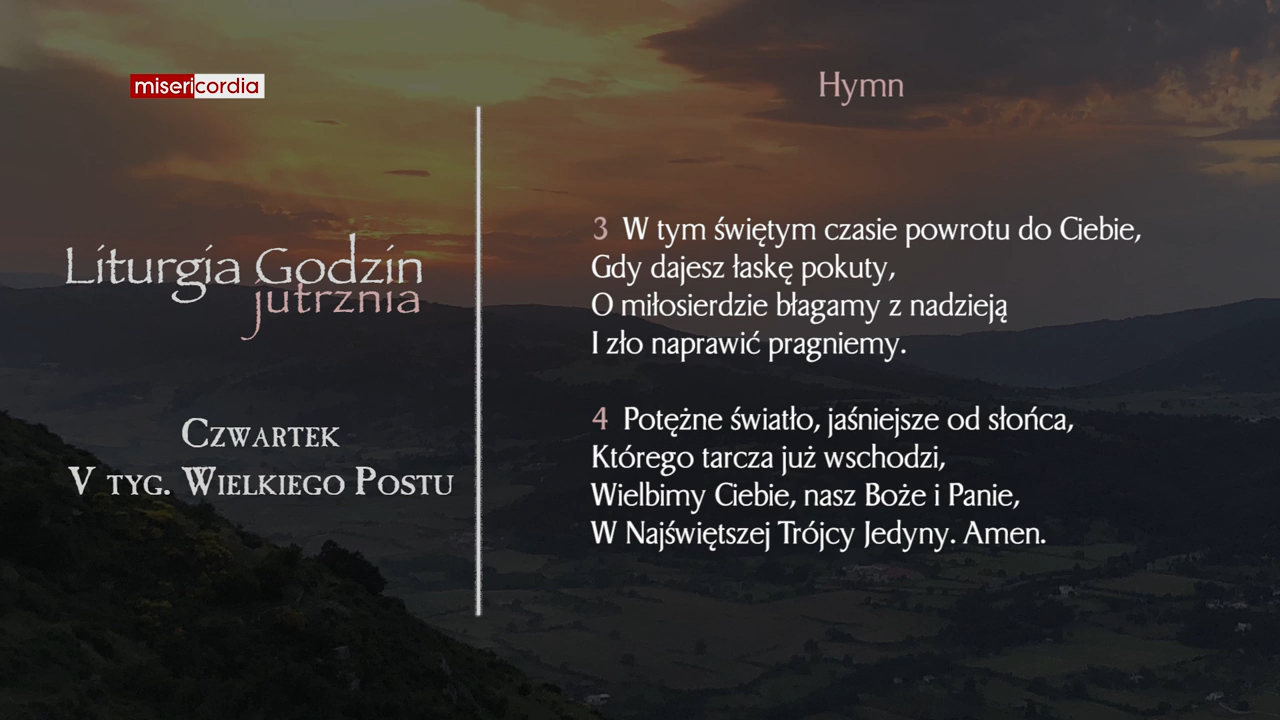 misericordia
Liturgia Godzin
jutrznia
Czwartek
V tyg. Wielkiego Postu
Hymn
3 W tym świętym czasie powrotu do Ciebie,
Gdy dajesz łaskę pokuty,
O miłosierdzie błagamy z nadzieją
I zło naprawić pragniemy.
4 Potężne światło, jaśniejsze od słońca,
Którego tarcza już wschodzi,
Wielbimy Ciebie, nasz Boże i Panie,
W Najświętszej Trójcy Jedyny. Amen.